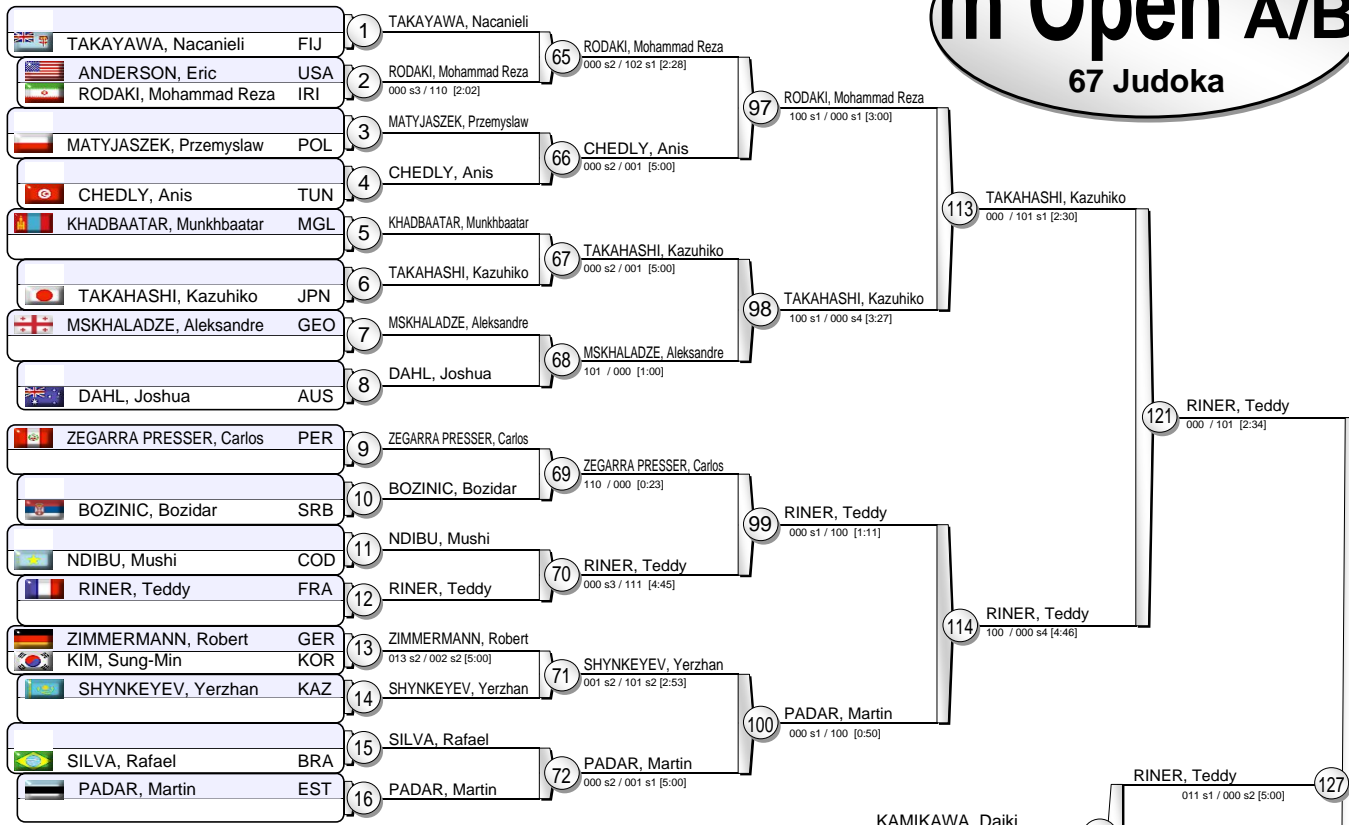 m Open A/B
67 Judoka
TAKAYAWA, Nacanieli FIJ
ANDERSON, Eric USA
RODAKI, Mohammad Reza IRI
MATYJASZEK, Przemyslaw POL
CHEDLY, Anis TUN
KHADBAATAR, Munkhbaatar MGL
TAKAHASHI, Kazuhiko JPN
MSKHALADZE, Aleksandre GEO
DAHL, Joshua AUS
ZEGARRA PRESSER, Carlos PER
BOZINIC, Bozidar SRB
NDIBU, Mushi COD
RINER, Teddy FRA
ZIMMERMANN, Robert GER
KIM, Sung-Min KOR
SHYNKEYEV, Yerzhan KAZ
SILVA, Rafael BRA
PADAR, Martin EST
1 TAKAYAWA, Nacanieli
2 RODAKI, Mohammad Reza
000 s3 / 110 [2:02]
3 MATYJASZEK, Przemyslaw
4 CHEDLY, Anis
5 KHADBAATAR, Munkhbaatar
6 TAKAHASHI, Kazuhiko
7 MSKHALADZE, Aleksandre
8 DAHL, Joshua
9 ZEGARRA PRESSER, Carlos
10 BOZINIC, Bozidar
11 NDIBU, Mushi
12 RINER, Teddy
13 ZIMMERMANN, Robert
013 s2 / 002 s2 [5:00]
14 SHYNKEYEV, Yerzhan
15 SILVA, Rafael
16 PADAR, Martin
65 RODAKI, Mohammad Reza
000 s2 / 102 s1 [2:28]
66 CHEDLY, Anis
000 s2 / 001 [5:00]
67 TAKAHASHI, Kazuhiko
000 s2 / 001 [5:00]
68 MSKHALADZE, Aleksandre
101 / 000 [1:00]
69 ZEGARRA PRESSER, Carlos
110 / 000 [0:23]
70 RINER, Teddy
000 s3 / 111 [4:45]
71 SHYNKEYEV, Yerzhan
001 s2 / 101 s2 [2:53]
72 PADAR, Martin
000 s2 / 001 s1 [5:00]
97 RODAKI, Mohammad Reza
100 s1 / 000 s1 [3:00]
98 TAKAHASHI, Kazuhiko
100 s1 / 000 s4 [3:27]
99 RINER, Teddy
000 s1 / 100 [1:11]
100 PADAR, Martin
000 s1 / 100 [0:50]
113 TAKAHASHI, Kazuhiko
000 / 101 s1 [2:30]
114 RINER, Teddy
100 / 000 s4 [4:46]
121 RINER, Teddy
000 / 101 [2:34]
RINER, Teddy 127
011 s1 / 000 s2 [5:00]
KAMIKAWA, Daiki